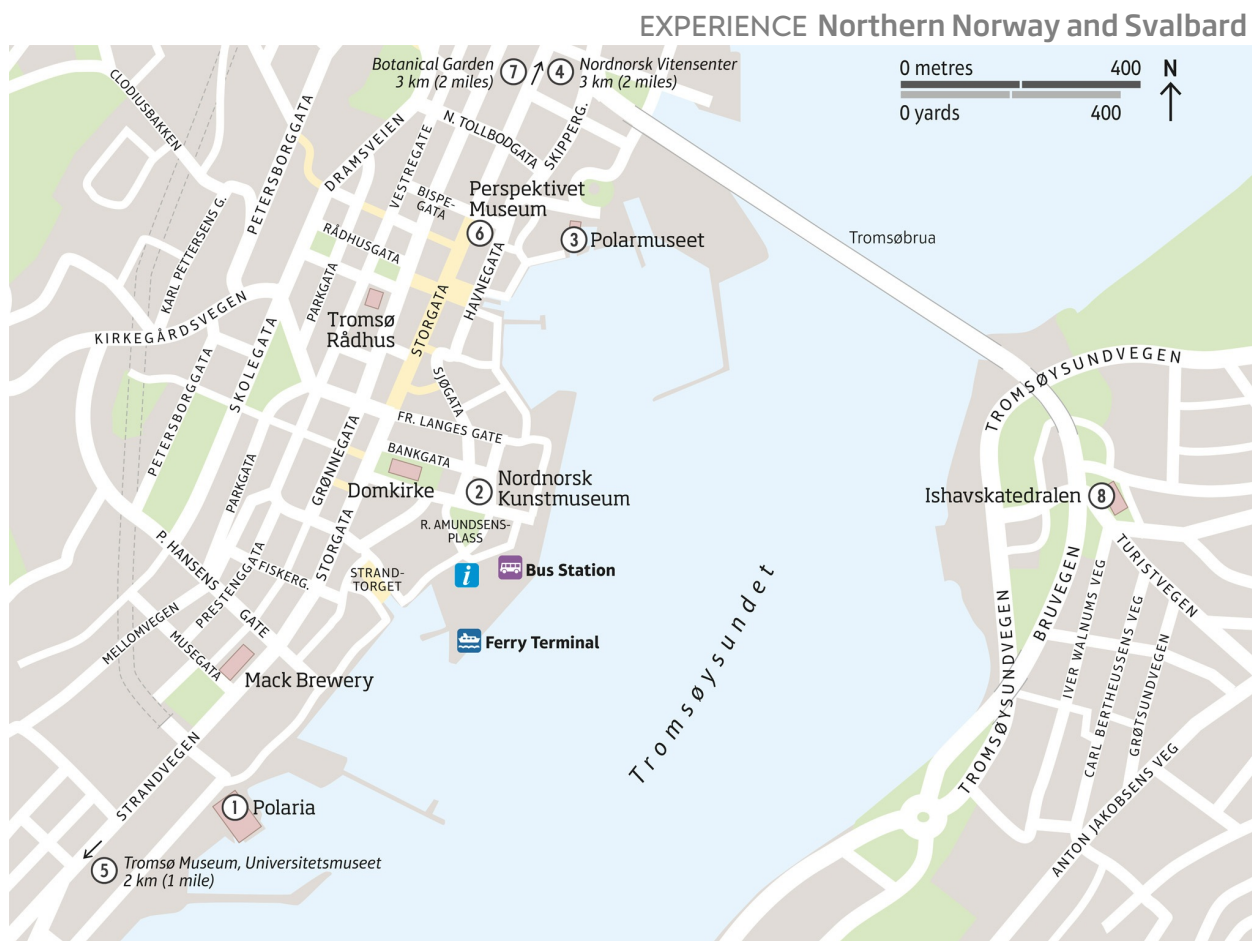 EXPERIENCE Northern Norway and Svalbard
Botanical Garden
3 km (2 miles)
7
4
Nordnorsk Vitensenter
3 km (2 miles)
0 metres 400
0 yards 400
N
CLODIUSBAKKEN
PETERSBORGGATA
DRAMSVEIEN
VESTREGATE
N. TOLLBODGATA
SKIPPERG.
BISPE-
GATA
Perspektivet
Museum
6
3
Polarmuseet
Tromsøbrua
KARL PETTERSENS G.
RÅDHUSGATA
PARKGATA
HAVNEGATA
STORGATA
Tromsø
Rådhus
KIRKEGÅRDSVEGEN
SKOLEGATA
PETERSBORGGATA
SJØGATA
TROMSØYSUNDVEGEN
FR. LANGES GATE
BANKGATA
GRØNNEGATA
PARKGATA
Domkirke
2
Nordnorsk
Kunstmuseum
R. AMUNDSENS-
PLASS
Ishavskatedralen
8
P. HANSENS
GATE
STORGATA
FISKERG.
STRAND-
TORGET
i
Bus Station
Ferry Terminal
PRESTENGGATA
MELLOMVEGEN
MUSEGATA
Mack Brewery
Tromsøysundet
TURISTVEGEN
BRUVEGEN
IVER WALNUMS VEG
CARL BERTHEUSSENS VEG
GRØTSUNDVEGEN
TROMSØYSUNDVEGEN
ANTON JAKOBSENS VEG
STRANDVEGEN
1
Polaria
5
Tromsø Museum, Universitetsmuseet
2 km (1 mile)